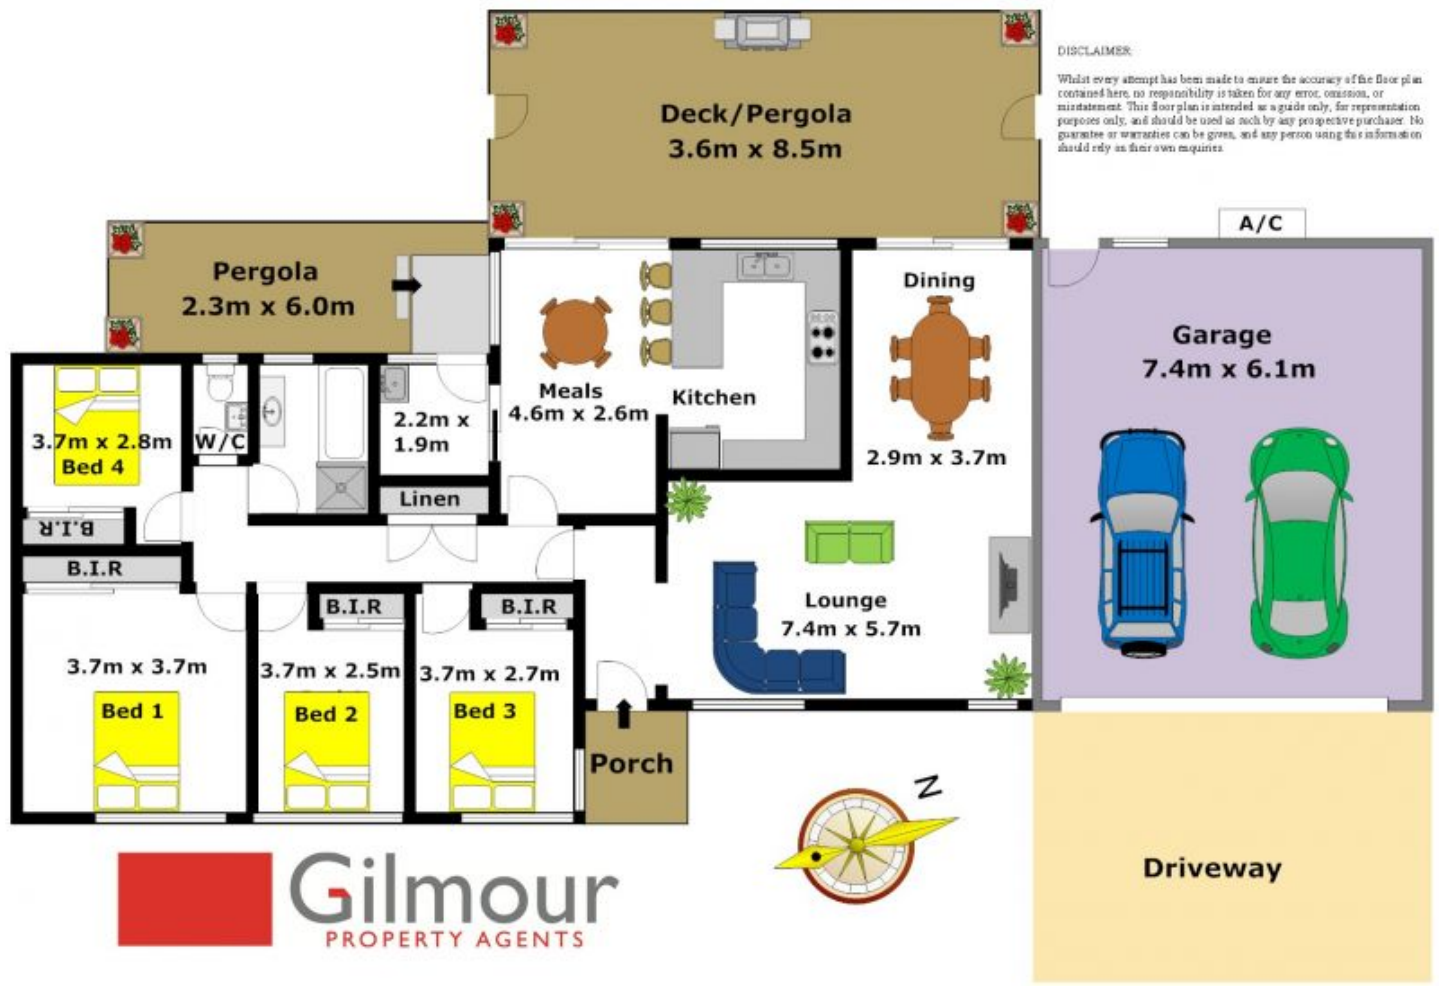 DISCLAIMER:
Whilst every attempt has been made to ensure the accuracy of the floor plan
contained here, no responsibility is taken for any error, omission, or
misstatement. This floor plan is intended as a guide only, for representation
purposes only, and should be used as such by any prospective purchaser. No
guarantee or warranties can be given, and any person using this information
should rely on their own enquiries.
Deck/Pergola
3.6m x 8.5m
A/C
Pergola
2.3m x 6.0m
Dining
2.9m x 3.7m
Garage
7.4m x 6.1m
Meals
4.6m x 2.6m
Kitchen
2.2m x
1.9m
W/C
3.7m x 2.8m
Bed 4
Linen
B.I.R
B.I.R
B.I.R
B.I.R
Lounge
7.4m x 5.7m
3.7m x 3.7m
Bed 1
3.7m x 2.5m
Bed 2
3.7m x 2.7m
Bed 3
Porch
N
Driveway
Gilmour
PROPERTY AGENTS